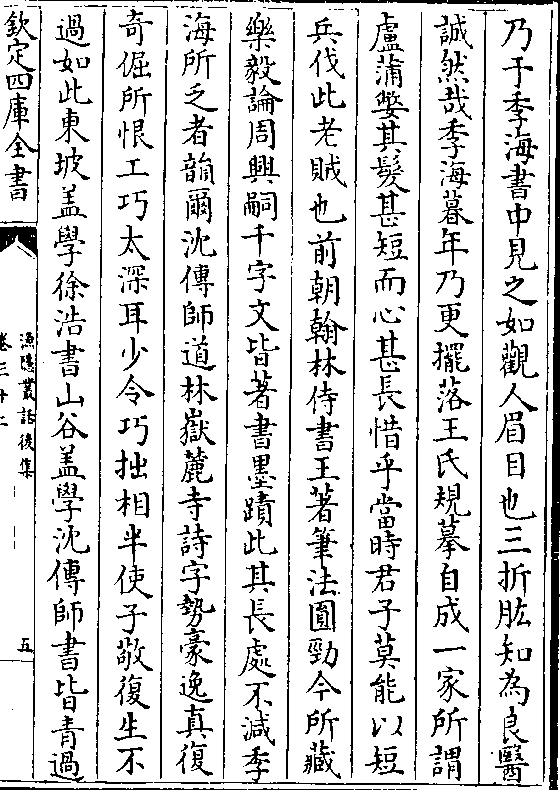 乃于季海書中見之如觀人眉目也三折肱知為良醫
誠然哉季海暮年乃更擺落王氏規摹自成一家所謂
盧蒲嫳其髮甚短而心甚長惜乎當時君子莫能以短
兵伐此老賊也前朝翰林侍書王著筆法圓勁今所藏
樂毅論周興嗣千字文皆著書墨蹟此其長處不減季
海所乏者韻爾沈傳師道林嶽麓寺詩字勢豪逸真復
奇倔所恨工巧太深耳少令巧拙相半使子敬復生不
過如此東坡盖學徐浩書山谷盖學沈傳師書皆青過
欽定四庫全書
漁隱叢話後集
卷三十二
五